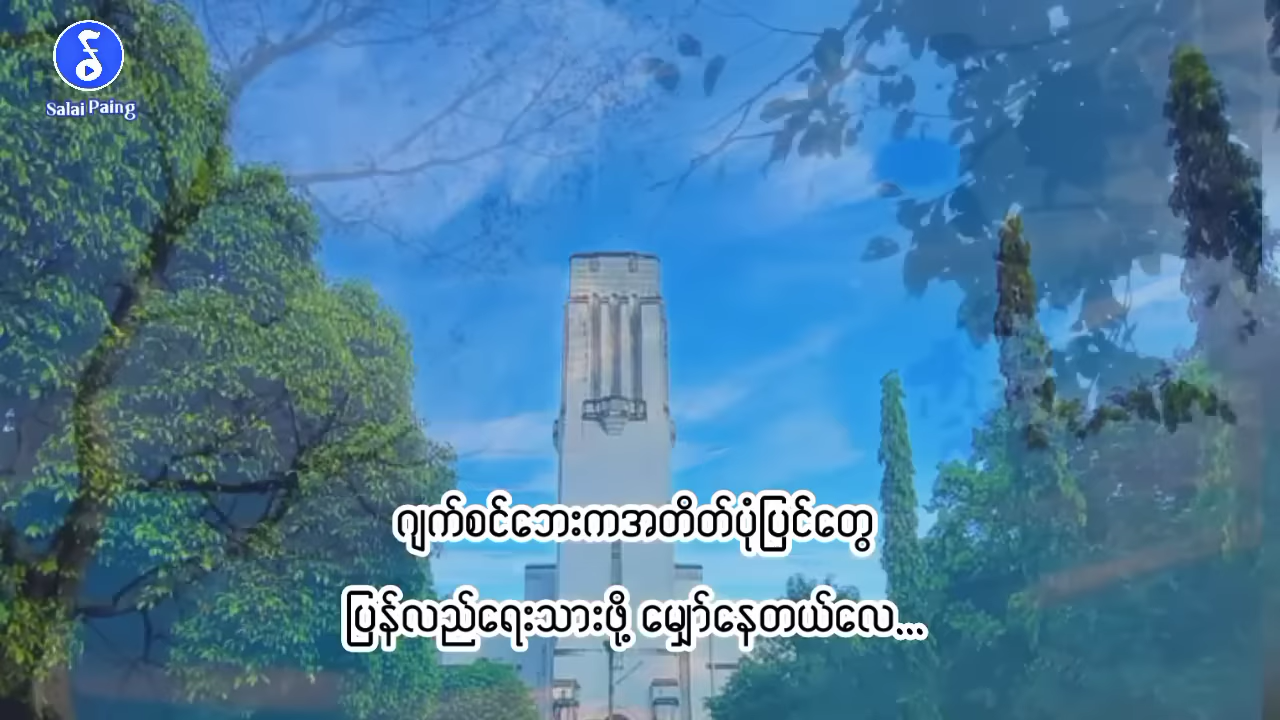 Salai Paing
ဂျက်စင်ဘေးကအတိတ်ပုံပြင်တွေ
ပြန်လည်ရေးသားဖို့ မျှော်နေတယ်လေ...